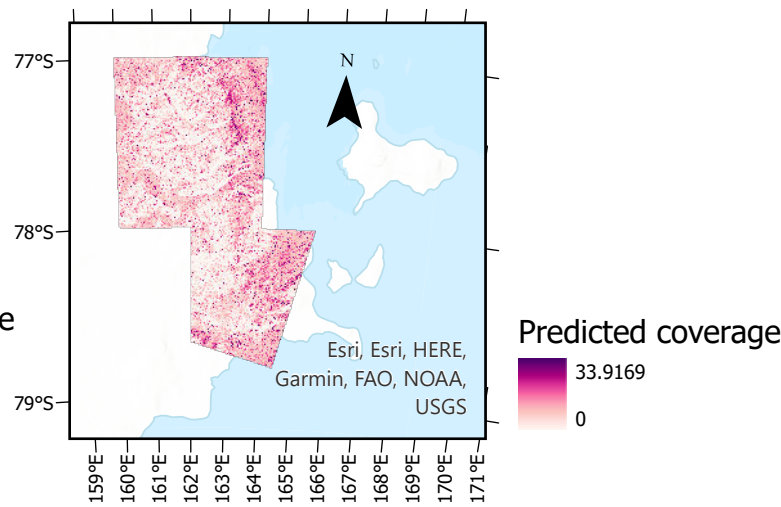 77°S
N
78°S
e
Predicted coverage
33.9169
0
Esri, Esri, HERE,
Garmin, FAO, NOAA,
USGS
79°S
159°E
160°E
161°E
162°E
163°E
164°E
165°E
166°E
167°E
168°E
169°E
170°E
171°E